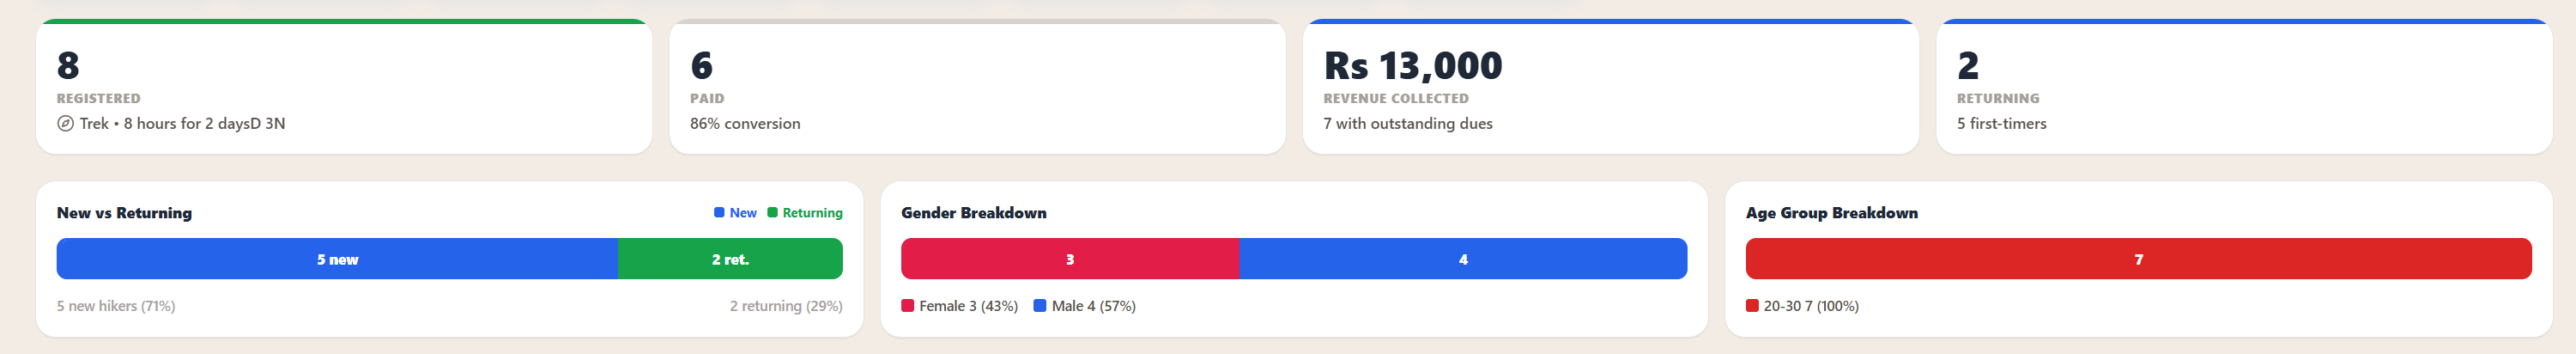 8
REGISTERED
Trek • 8 hours for 2 daysD 3N
6
PAID
86% conversion
Rs 13,000
REVENUE COLLECTED
7 with outstanding dues
2
RETURNING
5 first-timers
New vs Returning
New Returning
5 new 2 ret.
5 new hikers (71%) 2 returning (29%)
Gender Breakdown
3 4
Female 3 (43%) Male 4 (57%)
Age Group Breakdown
7
20-30 7 (100%)